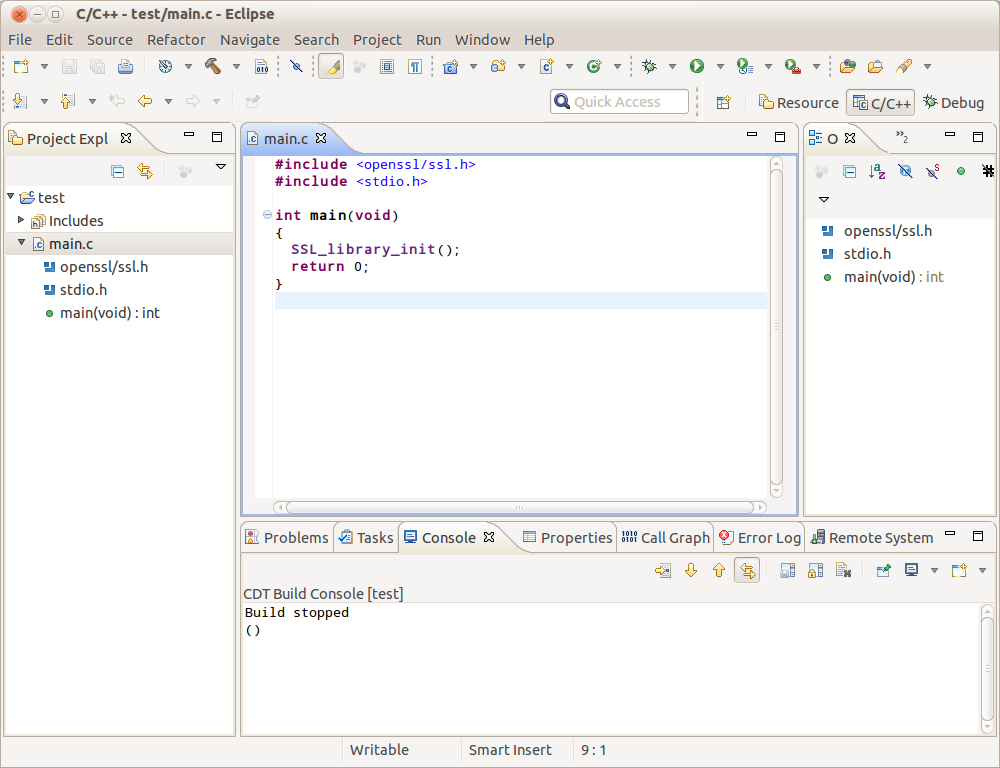 C/C++ - test/main.c - Eclipse
File Edit Source Refactor Navigate Search Project Run Window Help
Quick Access Resource C/C++ Debug
Project Expl
test
Includes
main.c
openssl/ssl.h
stdio.h
main(void) : int
main.c
#include <openssl/ssl.h>
#include <stdio.h>
int main(void)
{
SSL_library_init();
return 0;
}
O »2
openssl/ssl.h
stdio.h
main(void) : int
Problems Tasks Console Properties Call Graph Error Log Remote System
CDT Build Console [test]
Build stopped
()
Writable Smart Insert 9 : 1